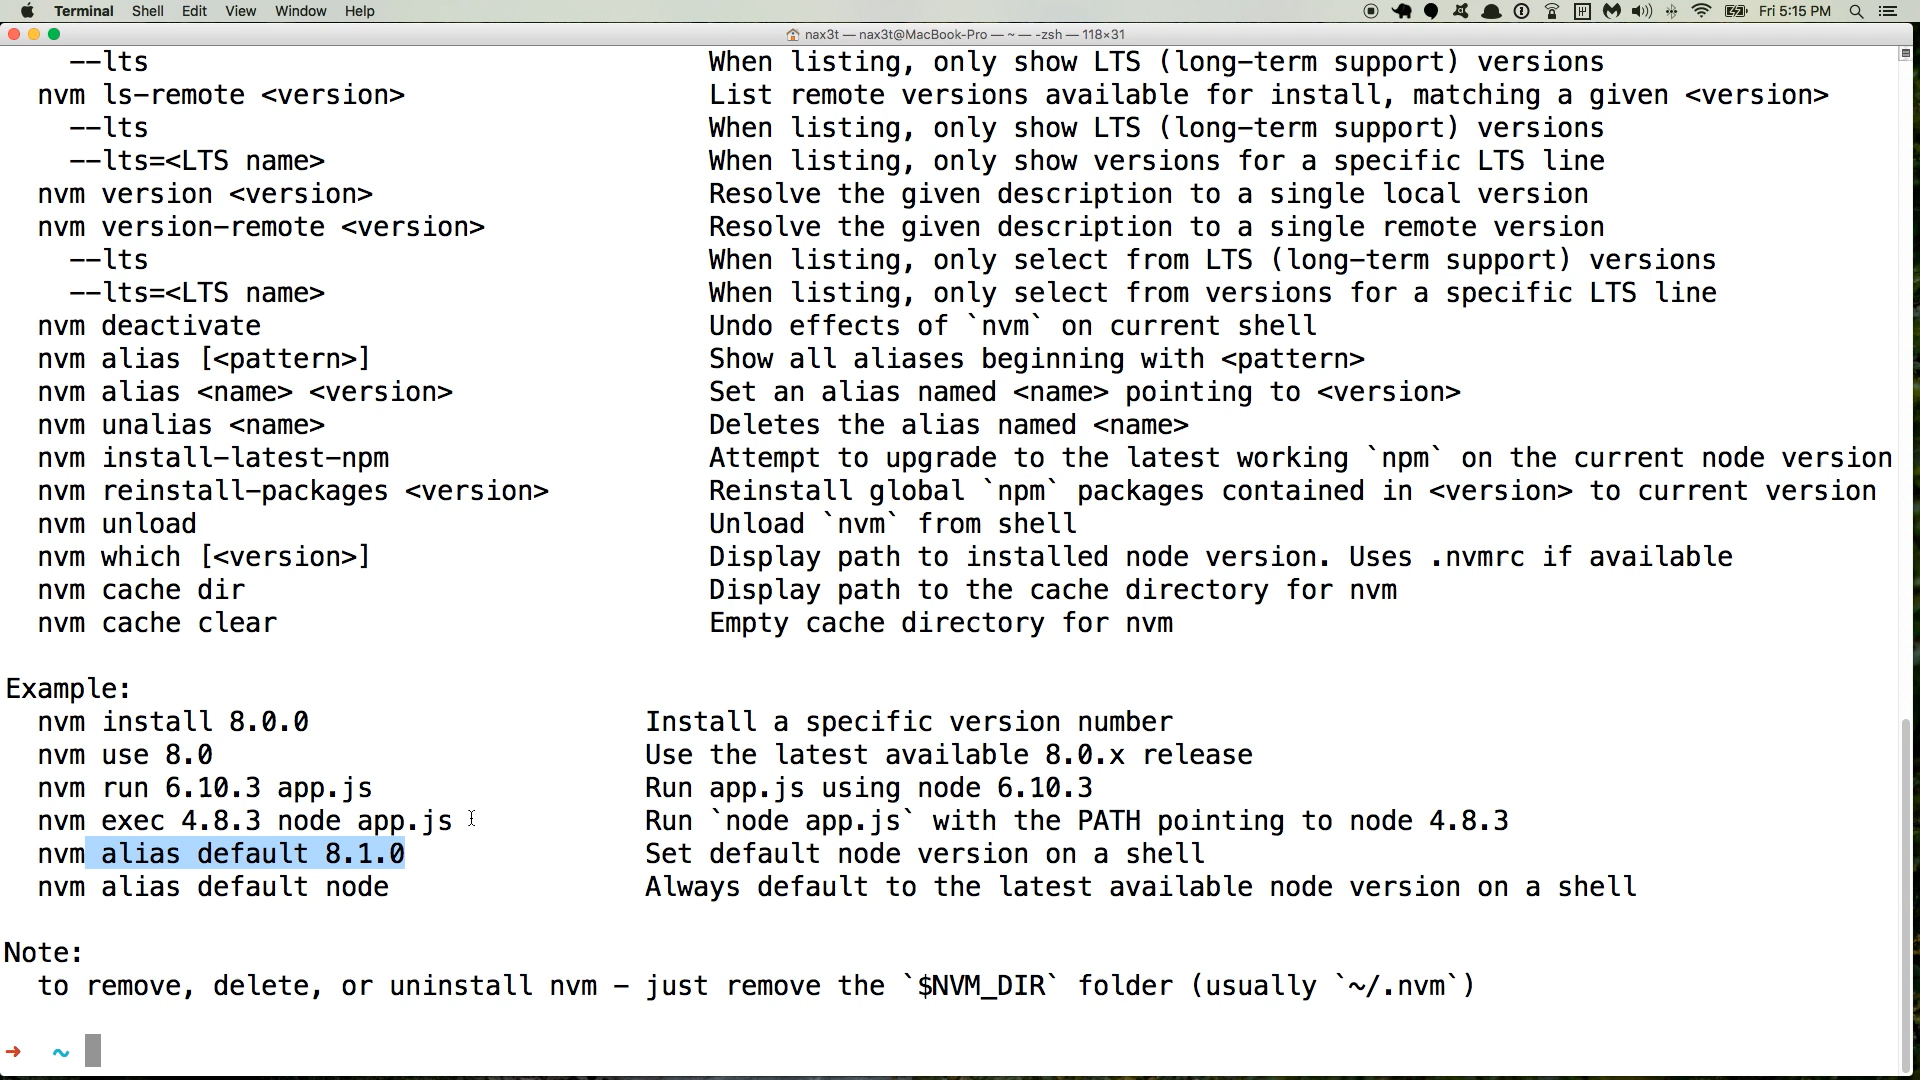 Terminal Shell Edit View Window Help Fri 5:15 PM
nax3t — nax3t@MacBook-Pro — ~ — -zsh — 118×31
--lts When listing, only show LTS (long-term support) versions
nvm ls-remote <version> List remote versions available for install, matching a given <version>
--lts When listing, only show LTS (long-term support) versions
--lts=<LTS name> When listing, only show versions for a specific LTS line
nvm version <version> Resolve the given description to a single local version
nvm version-remote <version> Resolve the given description to a single remote version
--lts When listing, only select from LTS (long-term support) versions
--lts=<LTS name> When listing, only select from versions for a specific LTS line
nvm deactivate Undo effects of `nvm` on current shell
nvm alias [<pattern>] Show all aliases beginning with <pattern>
nvm alias <name> <version> Set an alias named <name> pointing to <version>
nvm unalias <name> Deletes the alias named <name>
nvm install-latest-npm Attempt to upgrade to the latest working `npm` on the current node version
nvm reinstall-packages <version> Reinstall global `npm` packages contained in <version> to current version
nvm unload Unload `nvm` from shell
nvm which [<version>] Display path to installed node version. Uses .nvmrc if available
nvm cache dir Display path to the cache directory for nvm
nvm cache clear Empty cache directory for nvm
Example:
nvm install 8.0.0 Install a specific version number
nvm use 8.0 Use the latest available 8.0.x release
nvm run 6.10.3 app.js Run app.js using node 6.10.3
nvm exec 4.8.3 node app.js Run `node app.js` with the PATH pointing to node 4.8.3
nvm alias default 8.1.0 Set default node version on a shell
nvm alias default node Always default to the latest available node version on a shell
Note:
to remove, delete, or uninstall nvm - just remove the `$NVM_DIR` folder (usually `~/.nvm`)
➜ ~